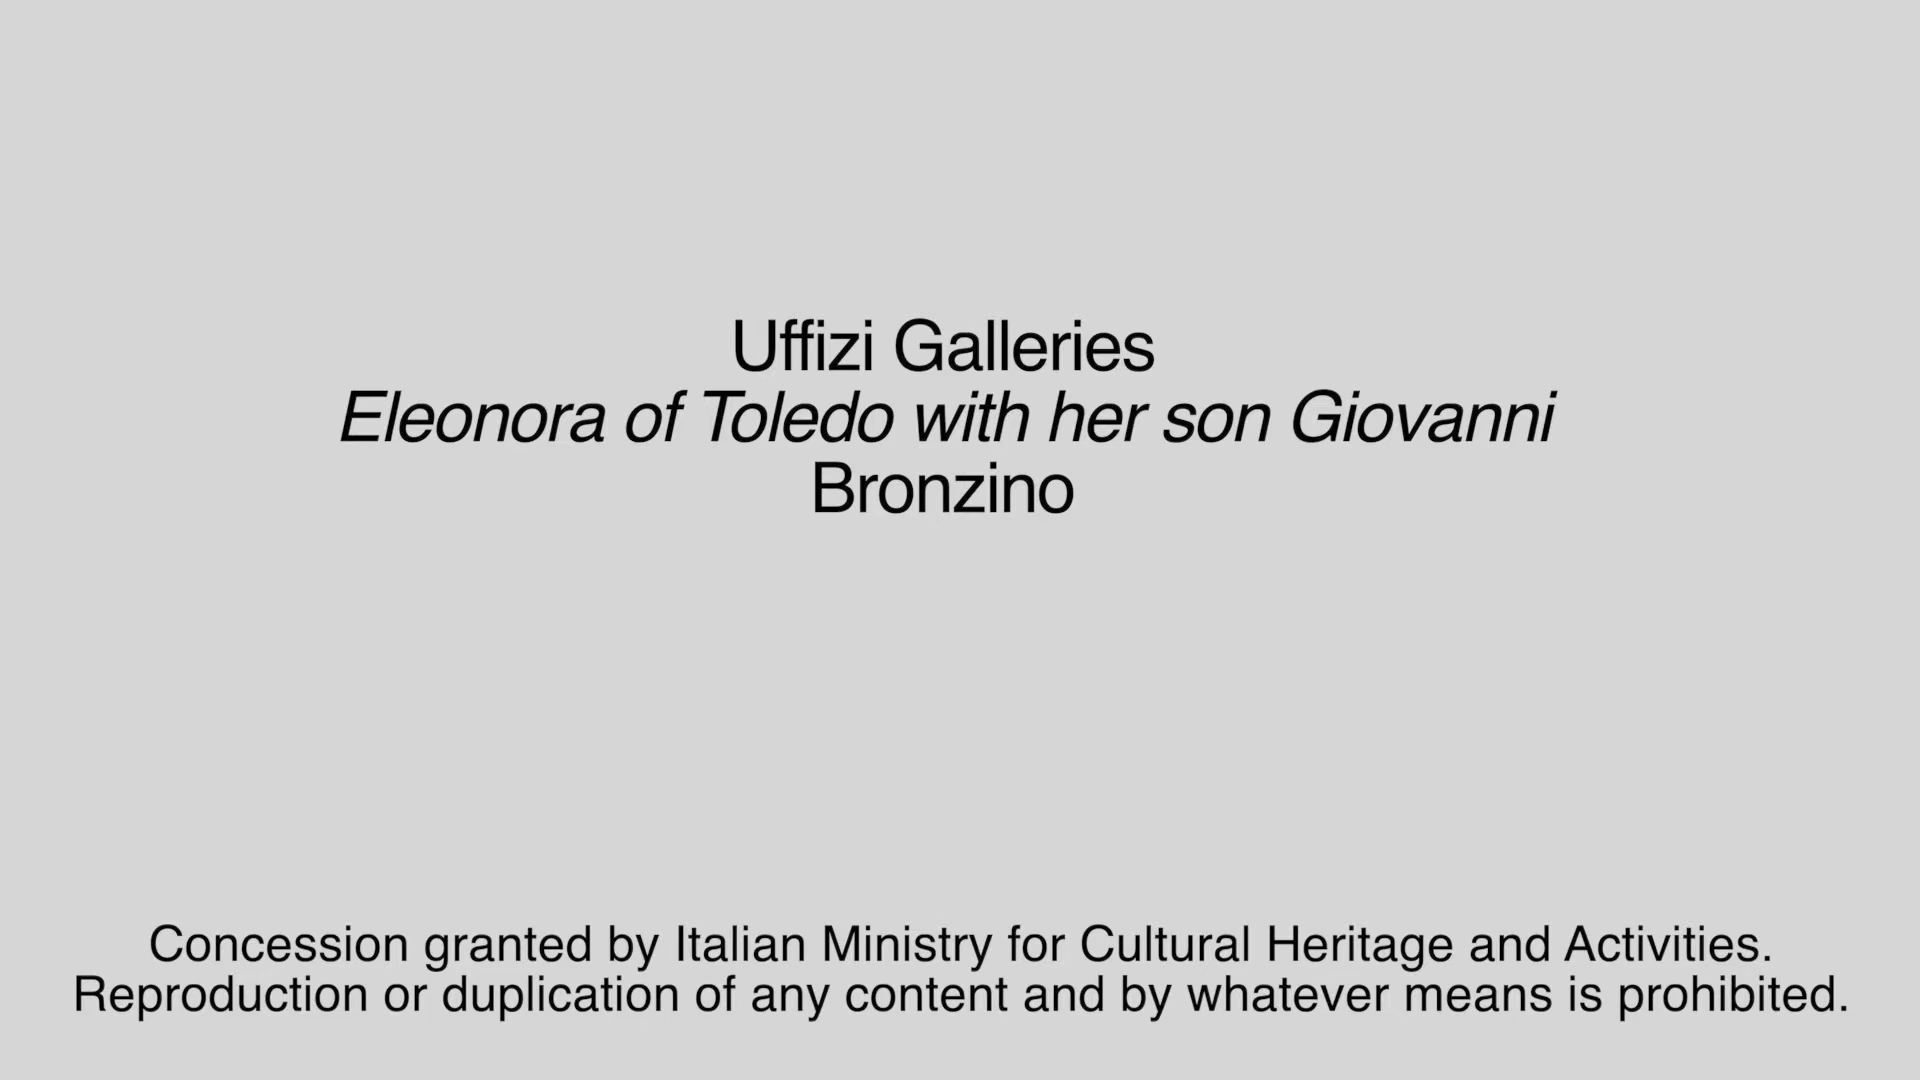 Uffizi Galleries
Eleonora of Toledo with her son Giovanni
Bronzino
Concession granted by Italian Ministry for Cultural Heritage and Activities.
Reproduction or duplication of any content and by whatever means is prohibited.